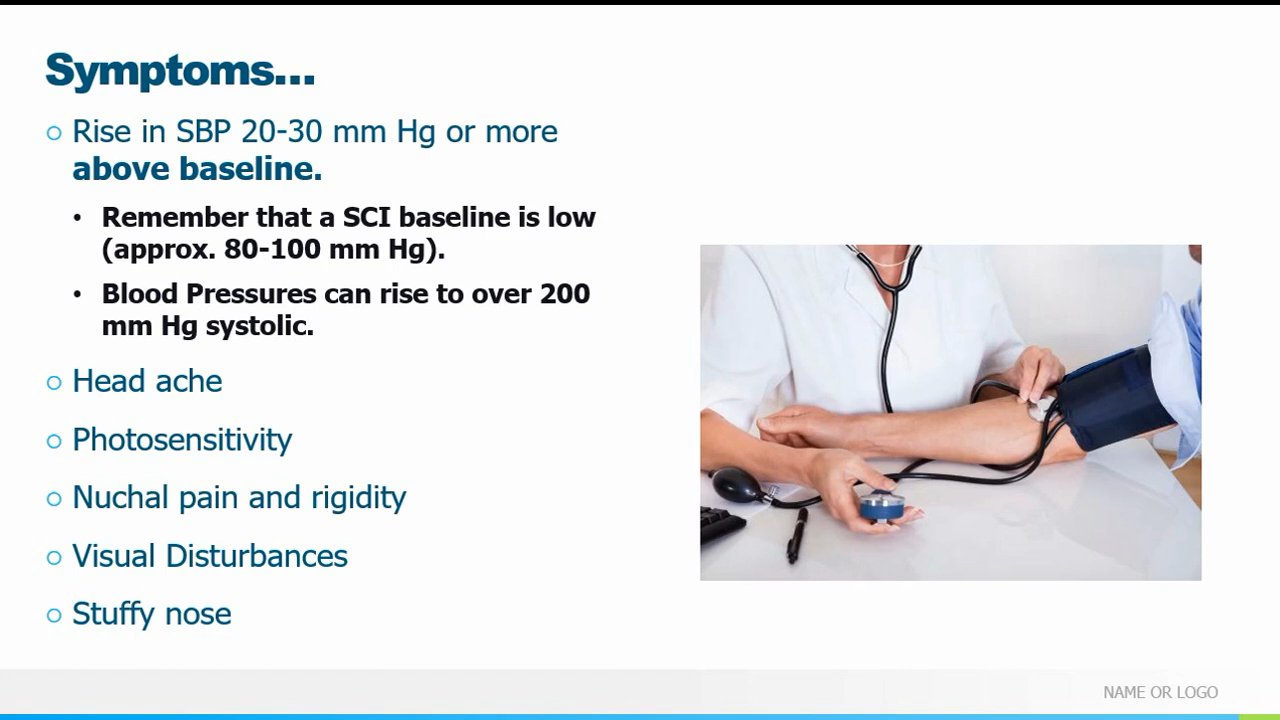 Symptoms...
○ Rise in SBP 20-30 mm Hg or more
above baseline.
• Remember that a SCI baseline is low
(approx. 80-100 mm Hg).
• Blood Pressures can rise to over 200
mm Hg systolic.
○ Head ache
○ Photosensitivity
○ Nuchal pain and rigidity
○ Visual Disturbances
○ Stuffy nose
NAME OR LOGO